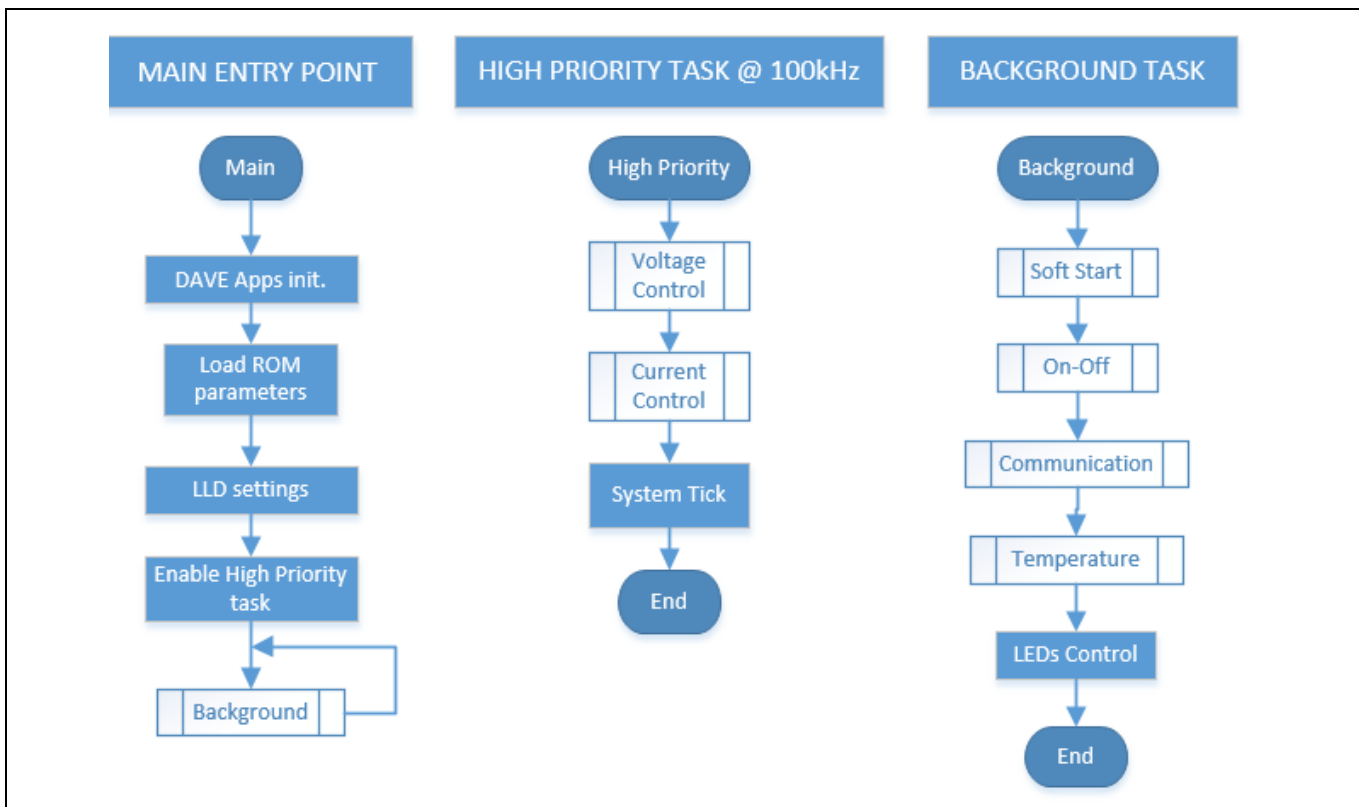 MAIN ENTRY POINT
Main
DAVE Apps init.
Load ROM
parameters
LLD settings
Enable High Priority
task
Background
HIGH PRIORITY TASK @ 100kHz
High Priority
Voltage
Control
Current
Control
System Tick
End
BACKGROUND TASK
Background
Soft Start
On-Off
Communication
Temperature
LEDs Control
End